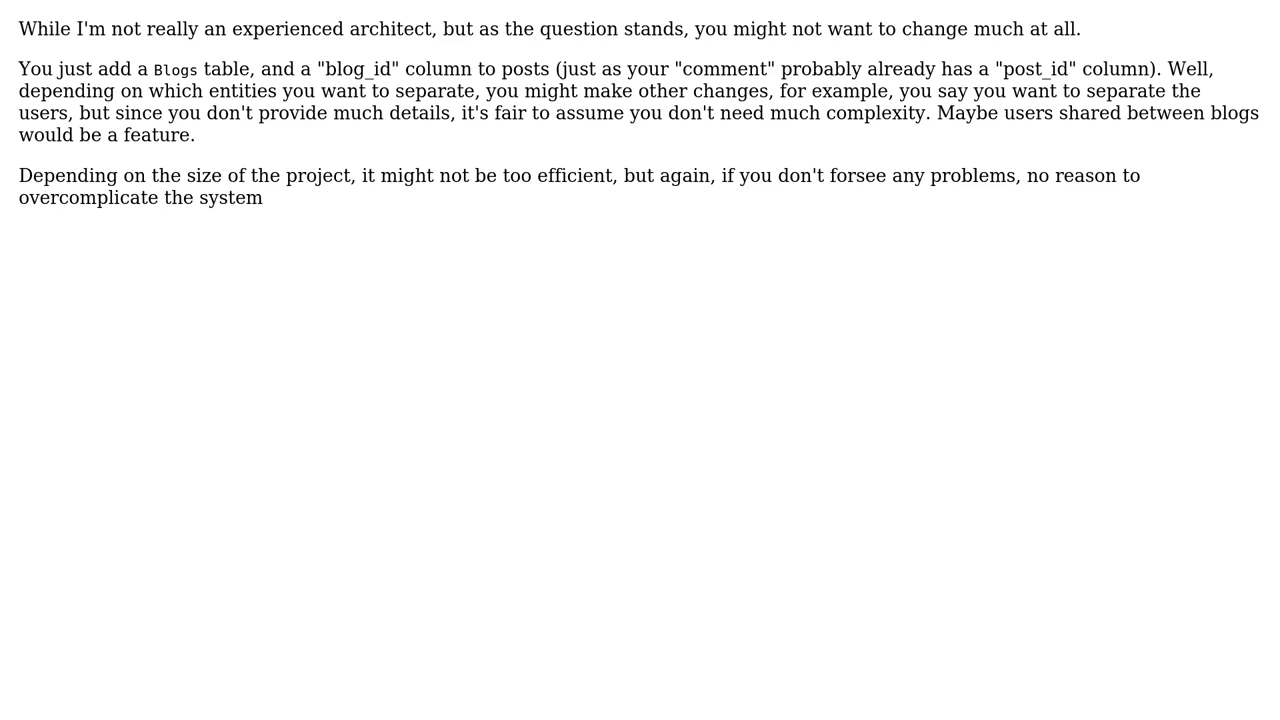 While I'm not really an experienced architect, but as the question stands, you might not want to change much at all.
You just add a Blogs table, and a "blog_id" column to posts (just as your "comment" probably already has a "post_id" column). Well,
depending on which entities you want to separate, you might make other changes, for example, you say you want to separate the
users, but since you don't provide much details, it's fair to assume you don't need much complexity. Maybe users shared between blogs
would be a feature.
Depending on the size of the project, it might not be too efficient, but again, if you don't forsee any problems, no reason to
overcomplicate the system